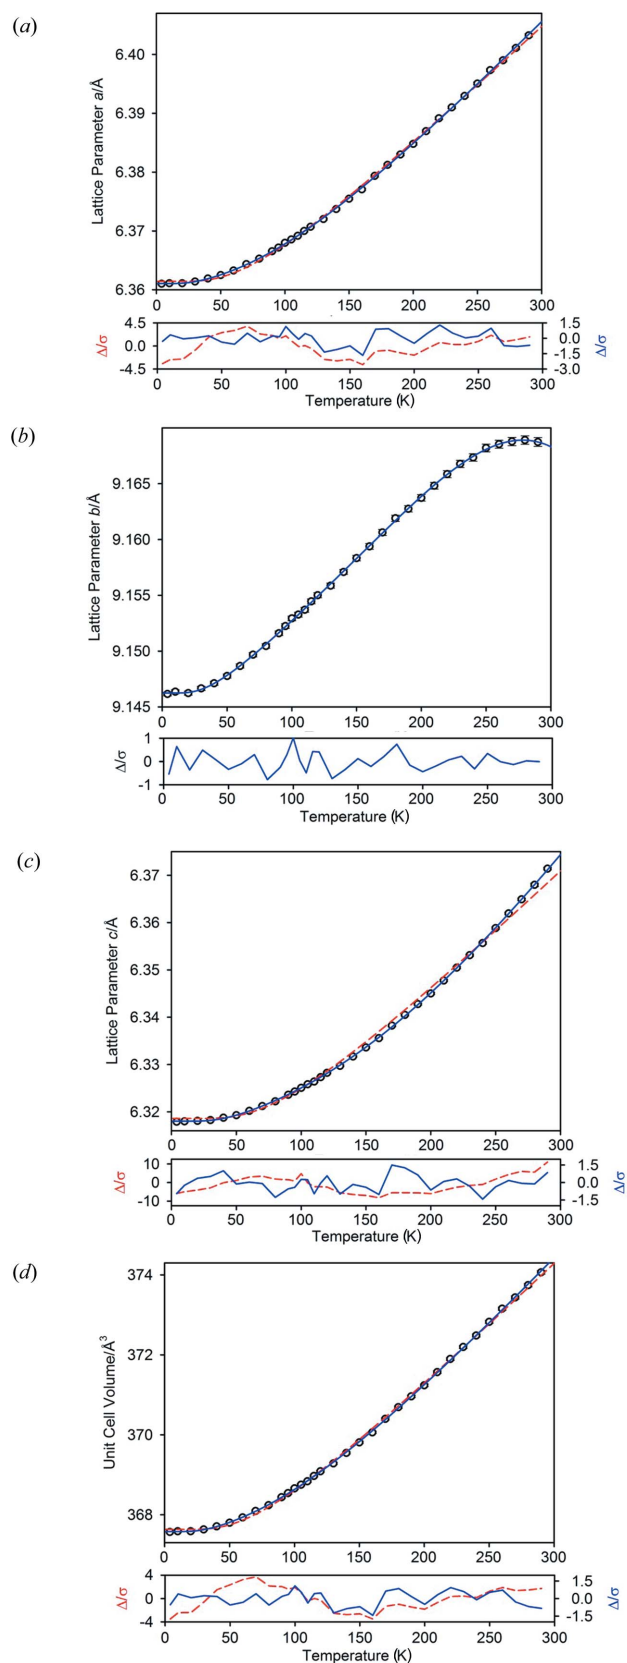 (a)
Lattice Parameter a/Å
6.40
6.39
6.38
6.37
6.36
0 50 100 150 200 250 300
Δ/σ
4.5
0.0
-4.5
1.5
0.0
-1.5
-3.0
Δ/σ
0 50 100 150 200 250 300
Temperature (K)
(b)
Lattice Parameter b/Å
9.165
9.160
9.155
9.150
9.145
0 50 100 150 200 250 300
Δ/σ
1
0
-1
0 50 100 150 200 250 300
Temperature (K)
(c)
Lattice Parameter c/Å
6.37
6.36
6.35
6.34
6.33
6.32
0 50 100 150 200 250 300
Δ/σ
10
0
-10
1.5
0.0
-1.5
Δ/σ
0 50 100 150 200 250 300
Temperature (K)
(d)
Unit Cell Volume/Å³
374
372
370
368
0 50 100 150 200 250 300
Δ/σ
4
0
-4
1.5
0.0
-1.5
Δ/σ
0 50 100 150 200 250 300
Temperature (K)